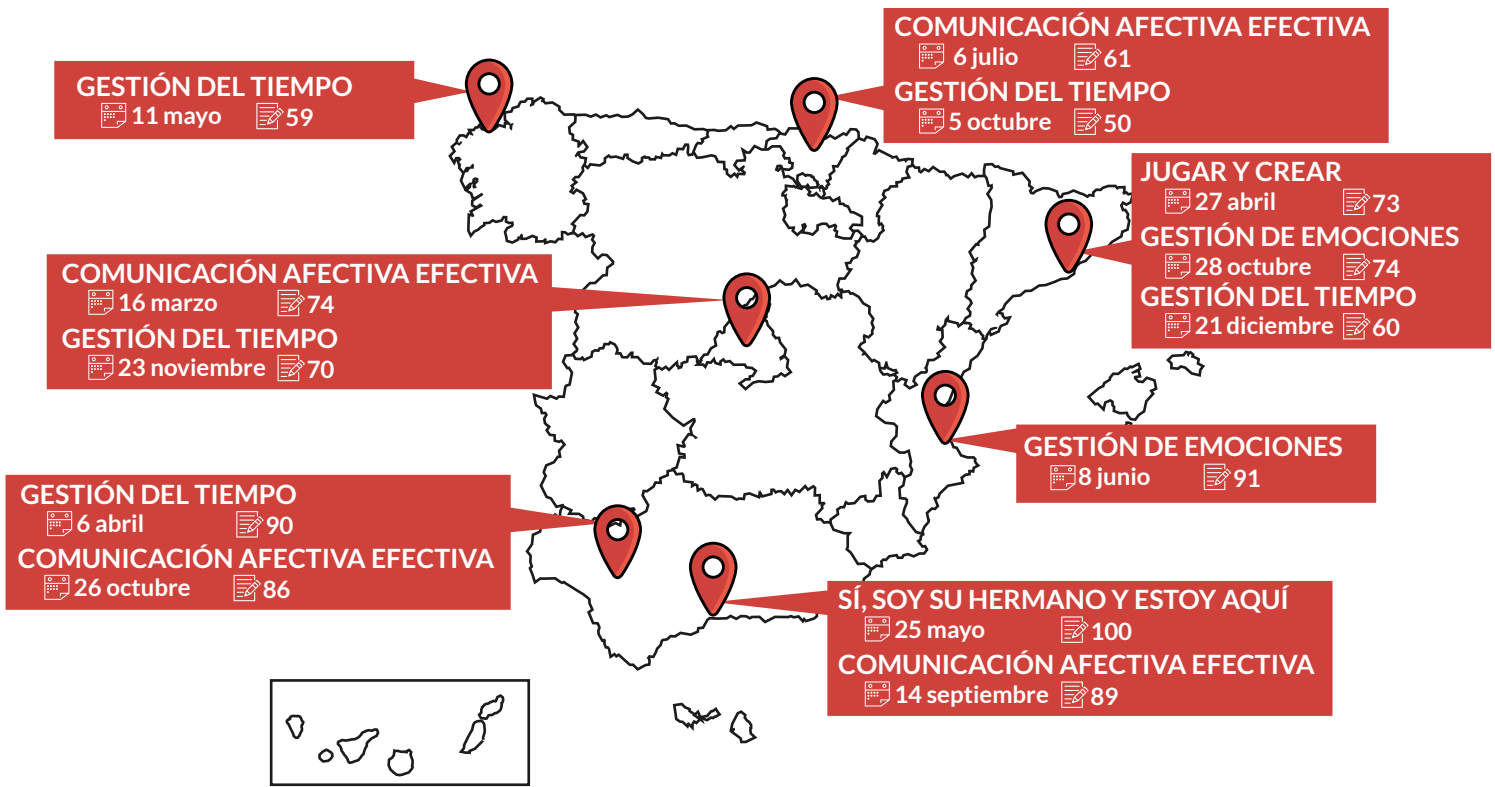 GESTIÓN DEL TIEMPO
11 mayo 59
COMUNICACIÓN AFECTIVA EFECTIVA
6 julio 61
GESTIÓN DEL TIEMPO
5 octubre 50
JUGAR Y CREAR
27 abril 73
GESTIÓN DE EMOCIONES
28 octubre 74
GESTIÓN DEL TIEMPO
21 diciembre 60
COMUNICACIÓN AFECTIVA EFECTIVA
16 marzo 74
GESTIÓN DEL TIEMPO
23 noviembre 70
GESTIÓN DE EMOCIONES
8 junio 91
GESTIÓN DEL TIEMPO
6 abril 90
COMUNICACIÓN AFECTIVA EFECTIVA
26 octubre 86
SÍ, SOY SU HERMANO Y ESTOY AQUÍ
25 mayo 100
COMUNICACIÓN AFECTIVA EFECTIVA
14 septiembre 89